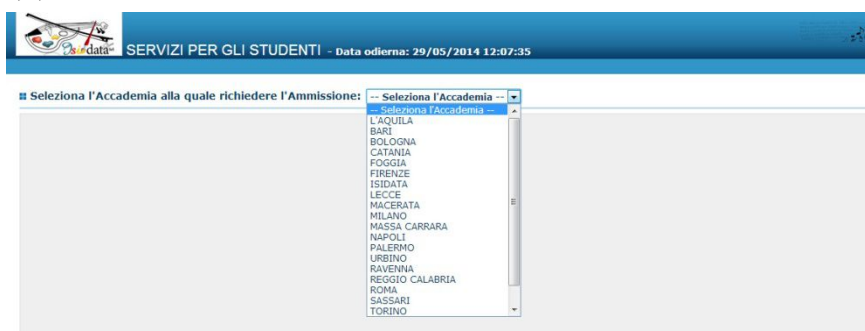 Isidata SERVIZI PER GLI STUDENTI - Data odierna: 29/05/2014 12:07:35
Seleziona l'Accademia alla quale richiedere l'Ammissione: -- Seleziona l'Accademia --
-- Seleziona l'Accademia --
L'AQUILA
BARI
BOLOGNA
CATANIA
FOGGIA
FIRENZE
ISIDATA
LECCE
MACERATA
MILANO
MASSA CARRARA
NAPOLI
PALERMO
URBINO
RAVENNA
REGGIO CALABRIA
ROMA
SASSARI
TORINO